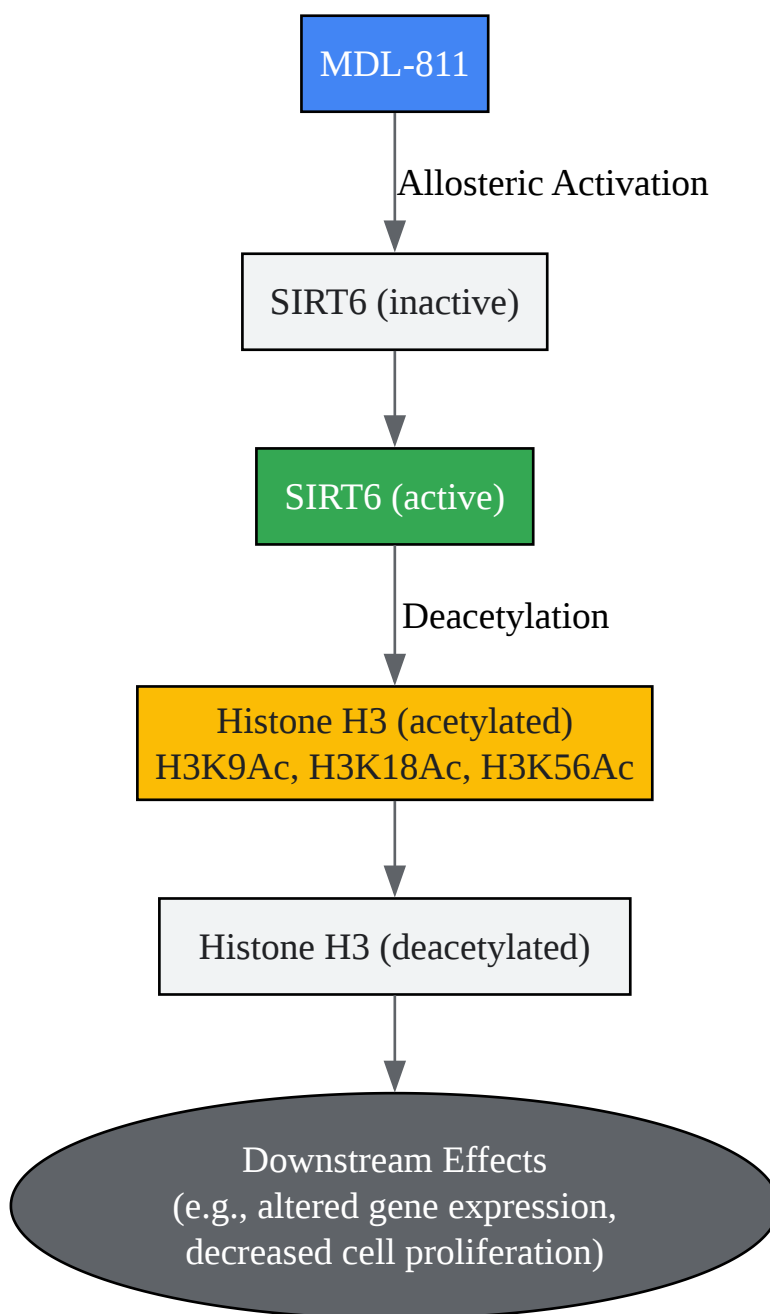 MDL-811
Allosteric Activation
SIRT6 (inactive)
SIRT6 (active)
Deacetylation
Histone H3 (acetylated)
H3K9Ac, H3K18Ac, H3K56Ac
Histone H3 (deacetylated)
Downstream Effects
(e.g., altered gene expression,
decreased cell proliferation)